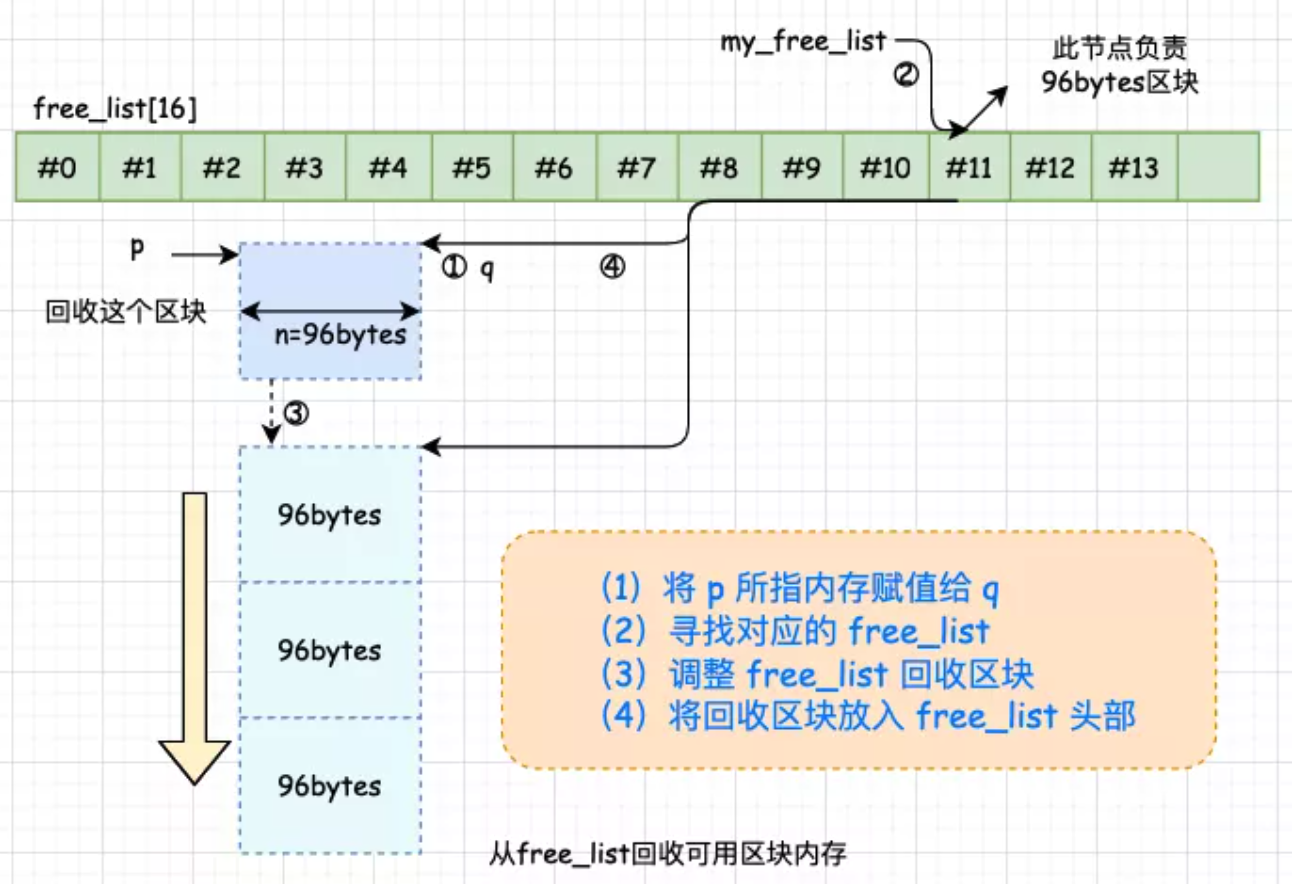 my_free_list
②
此节点负责
96bytes区块
free_list[16]
#0 #1 #2 #3 #4 #5 #6 #7 #8 #9 #10 #11 #12 #13
p
① q
④
回收这个区块
n=96bytes
③
96bytes
96bytes
96bytes
(1) 将 p 所指内存赋值给 q
(2) 寻找对应的 free_list
(3) 调整 free_list 回收区块
(4) 将回收区块放入 free_list 头部
从free_list回收可用区块内存